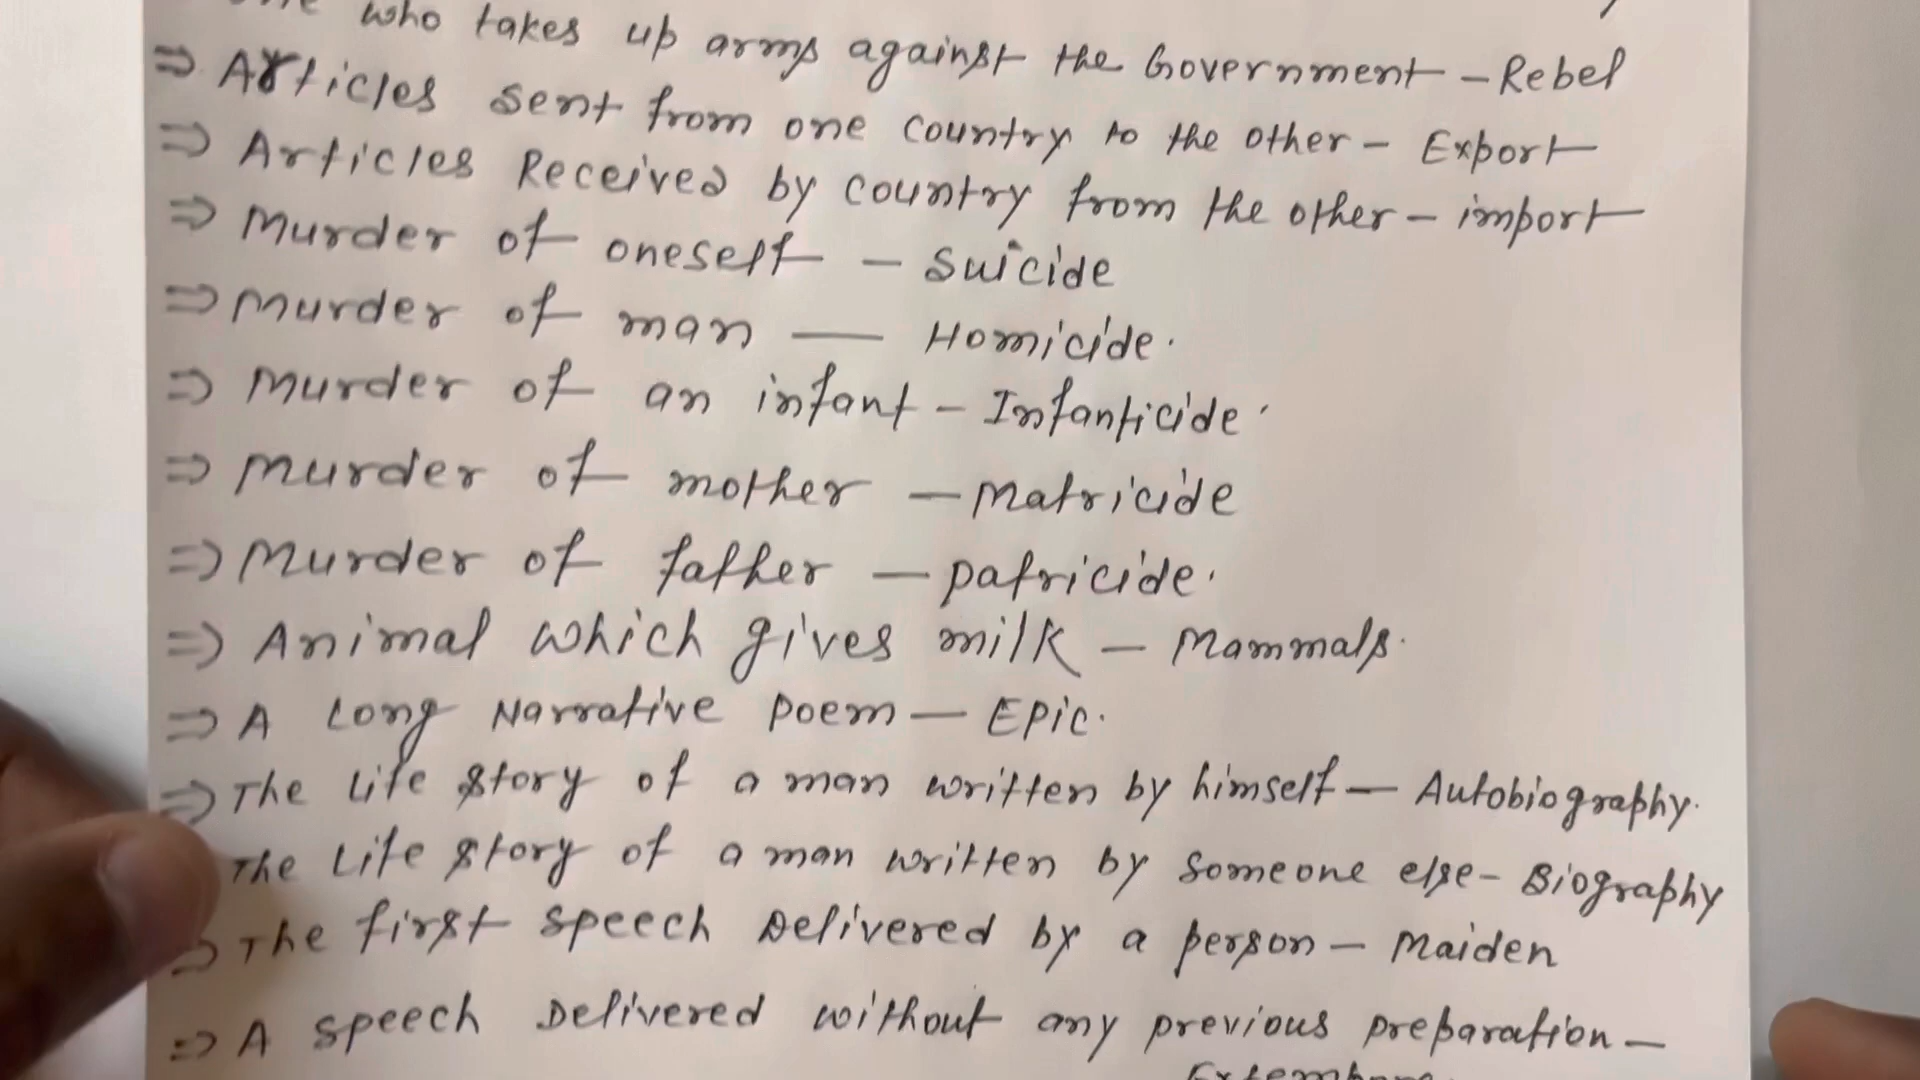 who takes up arms against the Government - Rebel
⇒ Articles sent from one country to the other - Export
⇒ Articles Received by country from the other - import
⇒ Murder of oneself - Suicide
⇒ Murder of man - Homicide.
⇒ Murder of an infant - Infanticide.
⇒ Murder of mother - Matricide
⇒ Murder of father - patricide.
⇒ Animal which gives milk - Mammals.
⇒ A Long Narrative Poem - Epic.
⇒ The life story of a man written by himself - Autobiography.
The Life story of a man written by Someone else - Biography
⇒ The first speech Delivered by a person - Maiden
⇒ A speech Delivered without any previous preparation -